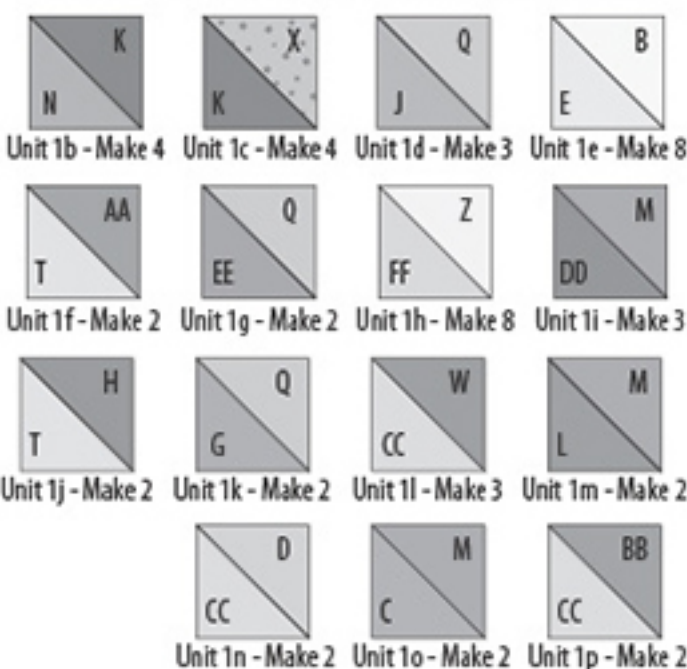 K X Q B
N K J E
Unit 1b - Make 4 Unit 1c - Make 4 Unit 1d - Make 3 Unit 1e - Make 8
AA Q Z M
T EE FF DD
Unit 1f - Make 2 Unit 1g - Make 2 Unit 1h - Make 8 Unit 1i - Make 3
H Q W M
T G CC L
Unit 1j - Make 2 Unit 1k - Make 2 Unit 1l - Make 3 Unit 1m - Make 2
D M BB
CC C CC
Unit 1n - Make 2 Unit 1o - Make 2 Unit 1p - Make 2